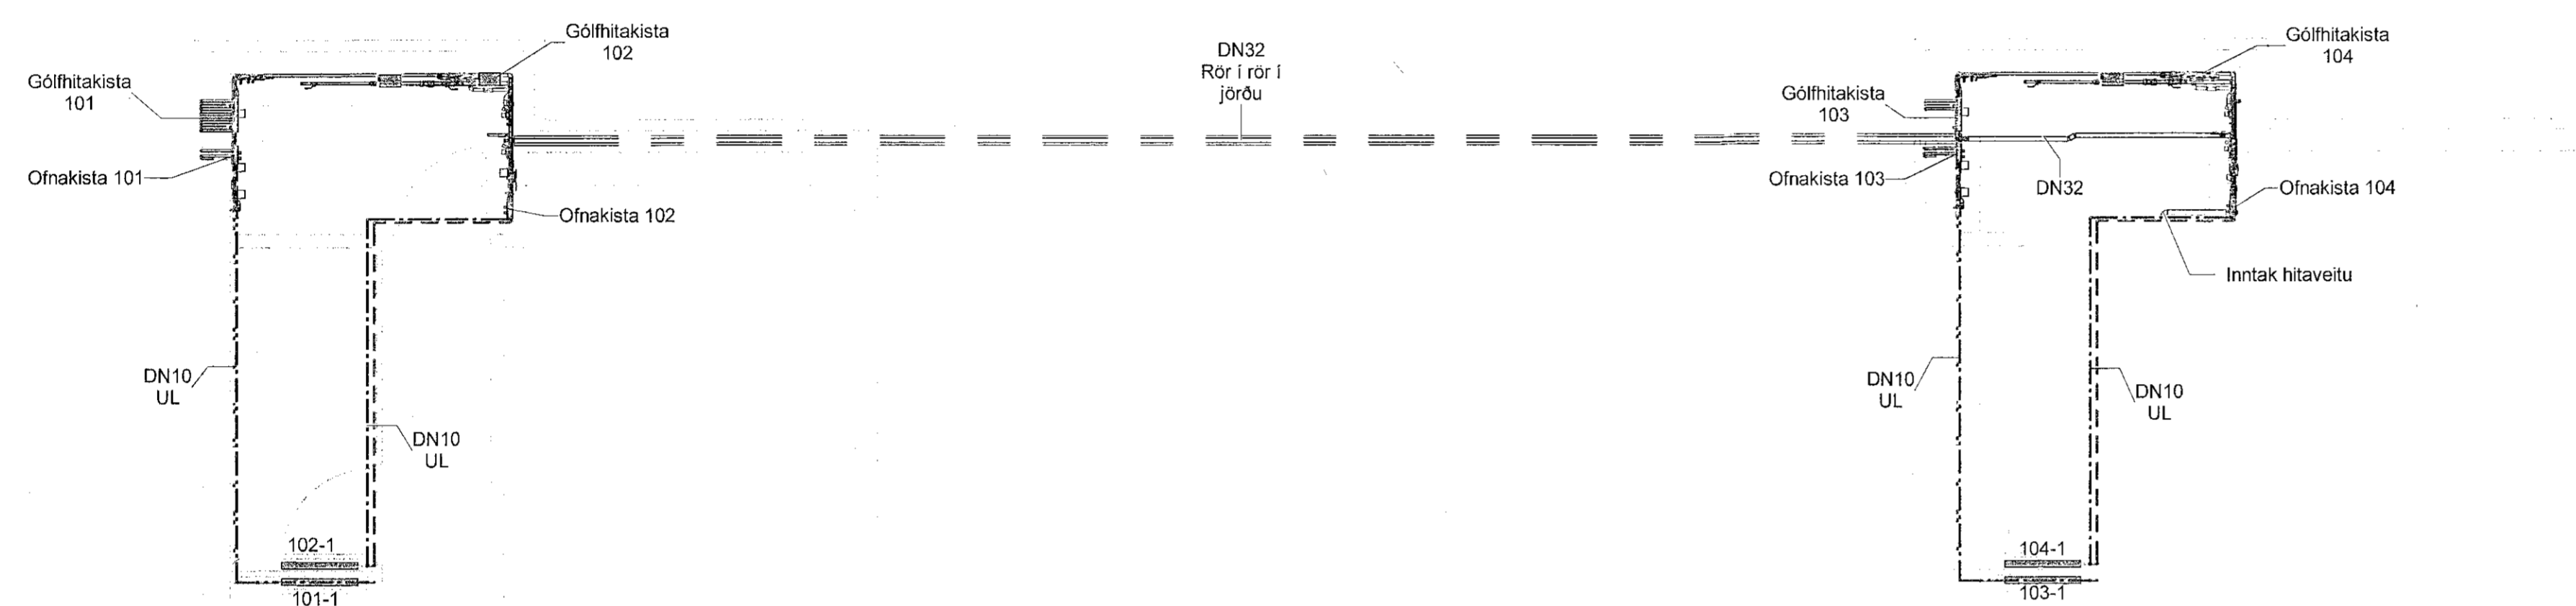 Gólfhitakista
102
Gólfhitakista
101
Ofnakista 101
Ofnakista 102
DN10
UL
DN10
UL
102-1
101-1
DN32
Rör í rör í
jörðu
Gólfhitakista
104
Gólfhitakista
103
Ofnakista 103
DN32
Ofnakista 104
Inntak hitaveitu
DN10
UL
DN10
UL
104-1
103-1